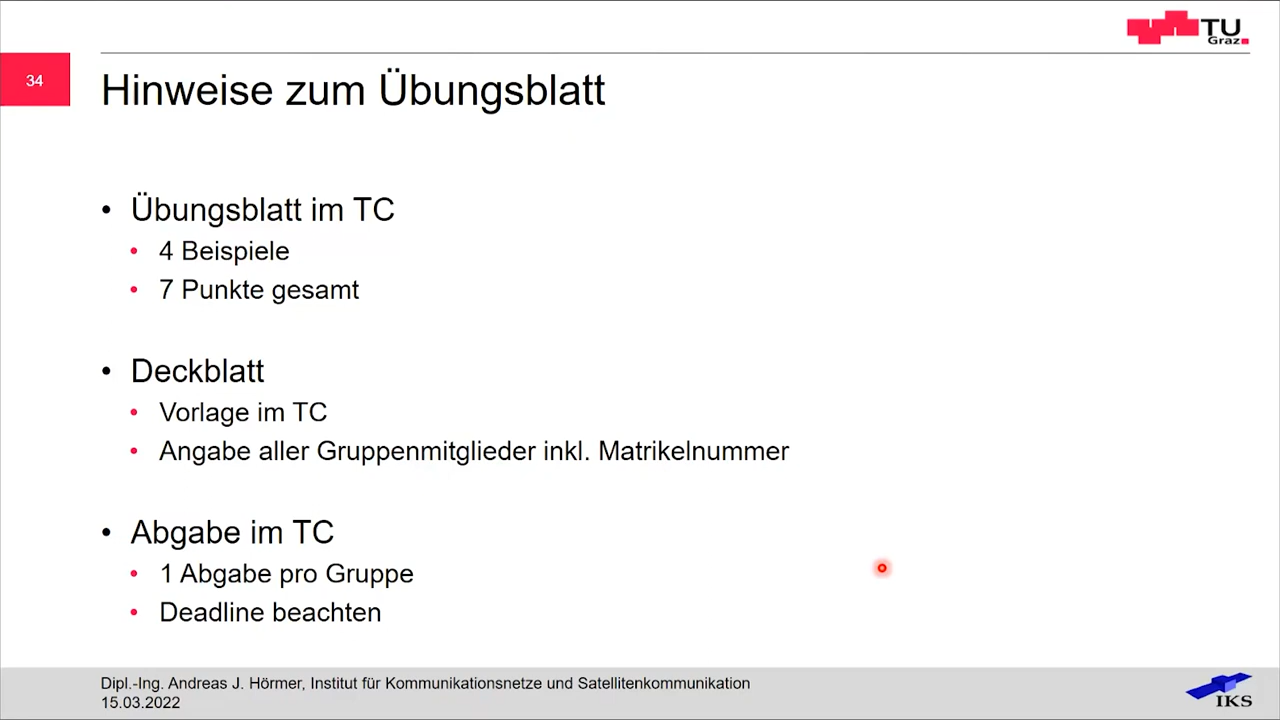 TU
Graz
34
Hinweise zum Übungsblatt
• Übungsblatt im TC
• 4 Beispiele
• 7 Punkte gesamt
• Deckblatt
• Vorlage im TC
• Angabe aller Gruppenmitglieder inkl. Matrikelnummer
• Abgabe im TC
• 1 Abgabe pro Gruppe
• Deadline beachten
Dipl.-Ing. Andreas J. Hörmer, Institut für Kommunikationsnetze und Satellitenkommunikation
15.03.2022
IKS